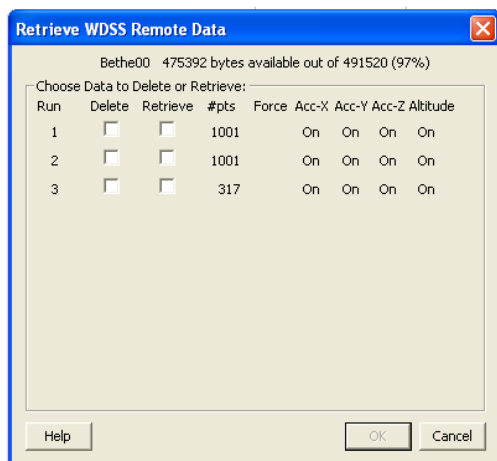 Retrieve WDSS Remote Data
Bethe00 475392 bytes available out of 491520 (97%)
Choose Data to Delete or Retrieve:
Run Delete Retrieve #pts Force Acc-X Acc-Y Acc-Z Altitude
1 1001 On On On On
2 1001 On On On On
3 317 On On On On
Help OK Cancel